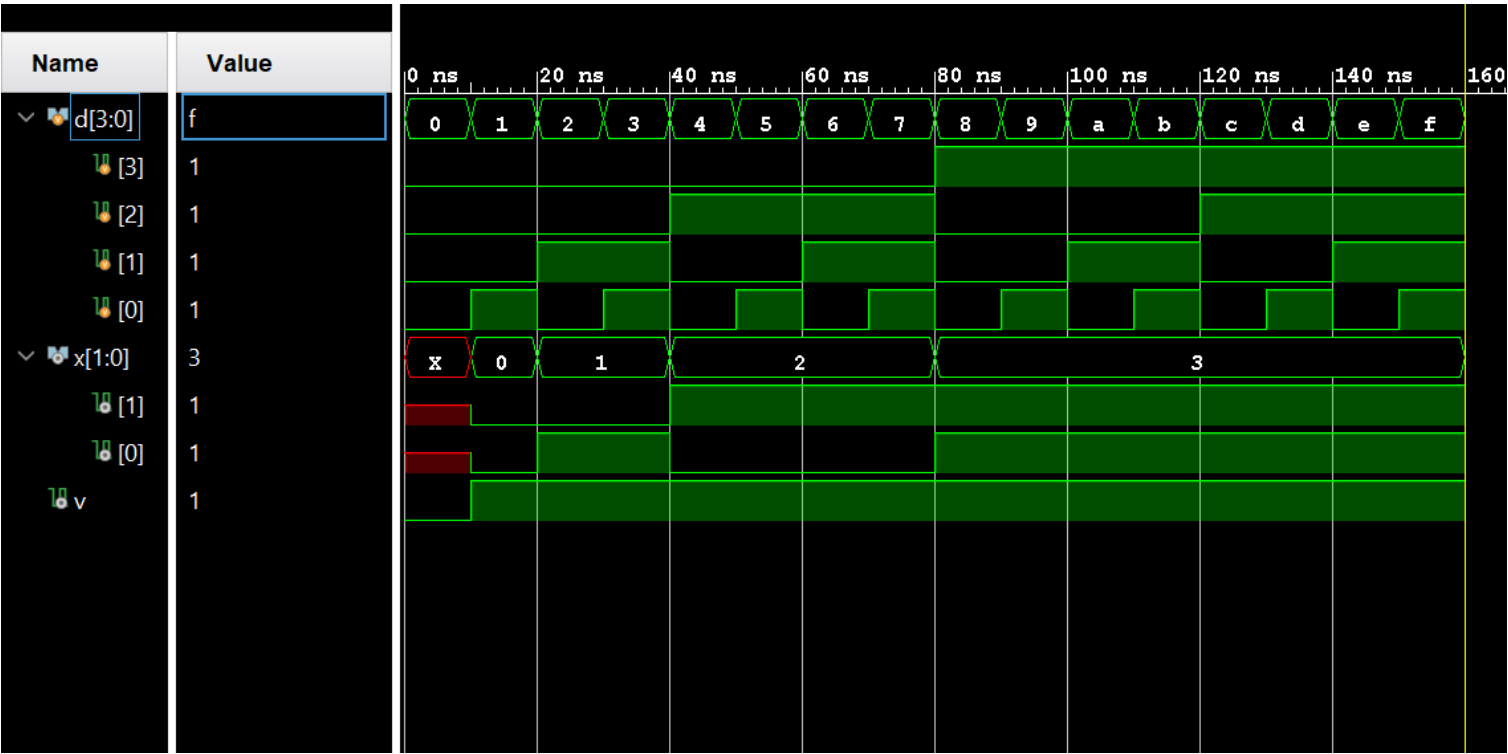 Name Value 0 ns 20 ns 40 ns 60 ns 80 ns 100 ns 120 ns 140 ns 160
d[3:0] f 0 1 2 3 4 5 6 7 8 9 a b c d e f
[3] 1
[2] 1
[1] 1
[0] 1
x[1:0] 3 X 0 1 2 3
[1] 1
[0] 1
v 1